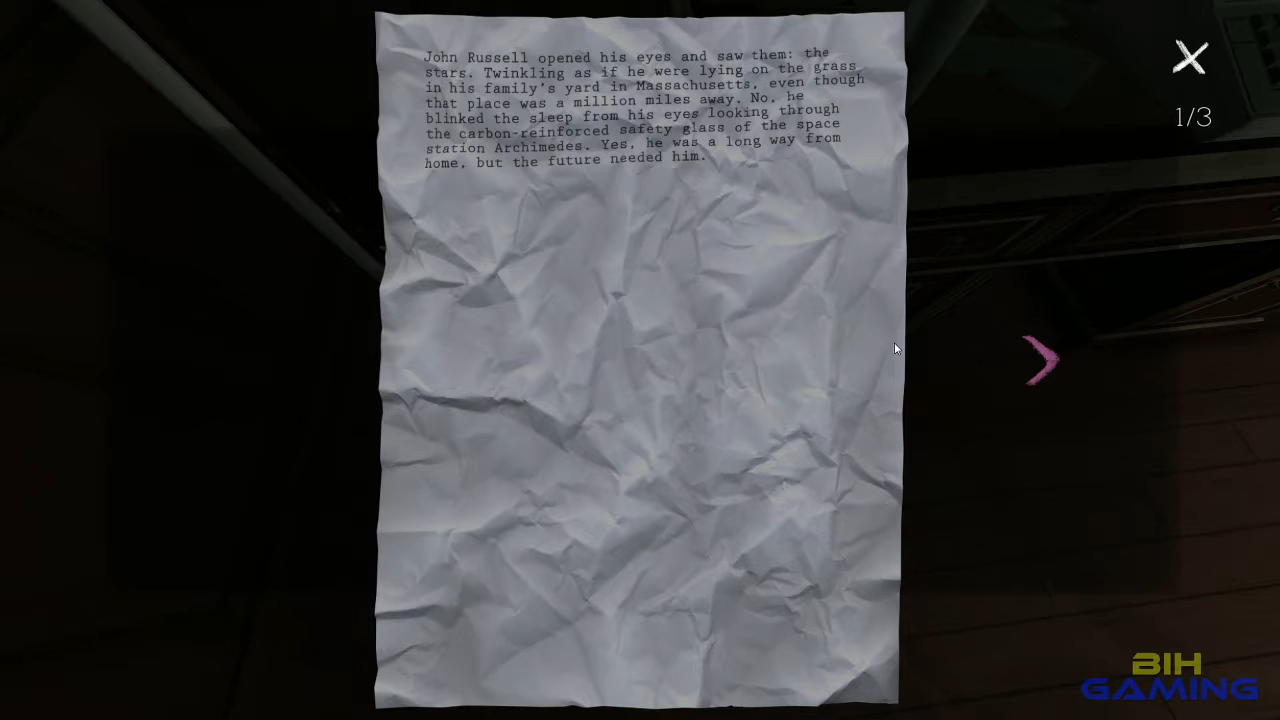 John Russell opened his eyes and saw them: the
stars. Twinkling as if he were lying on the grass
in his family's yard in Massachusetts, even though
that place was a million miles away. No, he
blinked the sleep from his eyes looking through
the carbon-reinforced safety glass of the space
station Archimedes. Yes, he was a long way from
home, but the future needed him.
1/3
BIH
GAMING